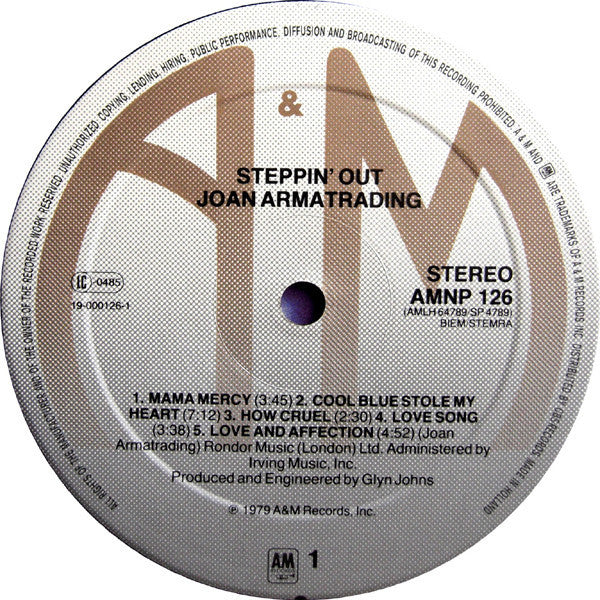 ALL RIGHTS OF THE MANUFACTURER AND OF THE OWNER OF THE RECORDED WORK RESERVED. UNAUTHORIZED COPYING, LENDING, HIRING, PUBLIC PERFORMANCE, DIFFUSION AND BROADCASTING OF THIS RECORDING PROHIBITED. A & M AND AM ARE TRADEMARKS OF A & M RECORDS, INC. DISTRIBUTED BY CBS RECORDS. MADE IN HOLLAND
A & M
STEPPIN' OUT
JOAN ARMATRADING
LC-0485
19-000126-1
STEREO
AMNP 126
(AMLH 64789/SP 4789)
BIEM/STEMRA
1. MAMA MERCY (3:45) 2. COOL BLUE STOLE MY
HEART (7:12) 3. HOW CRUEL (2:30) 4. LOVE SONG
(3:38) 5. LOVE AND AFFECTION (4:52) (Joan
Armatrading) Rondor Music (London) Ltd. Administered by
Irving Music, Inc.
Produced and Engineered by Glyn Johns
℗ 1979 A&M Records, Inc.
AM
RECORDS
1